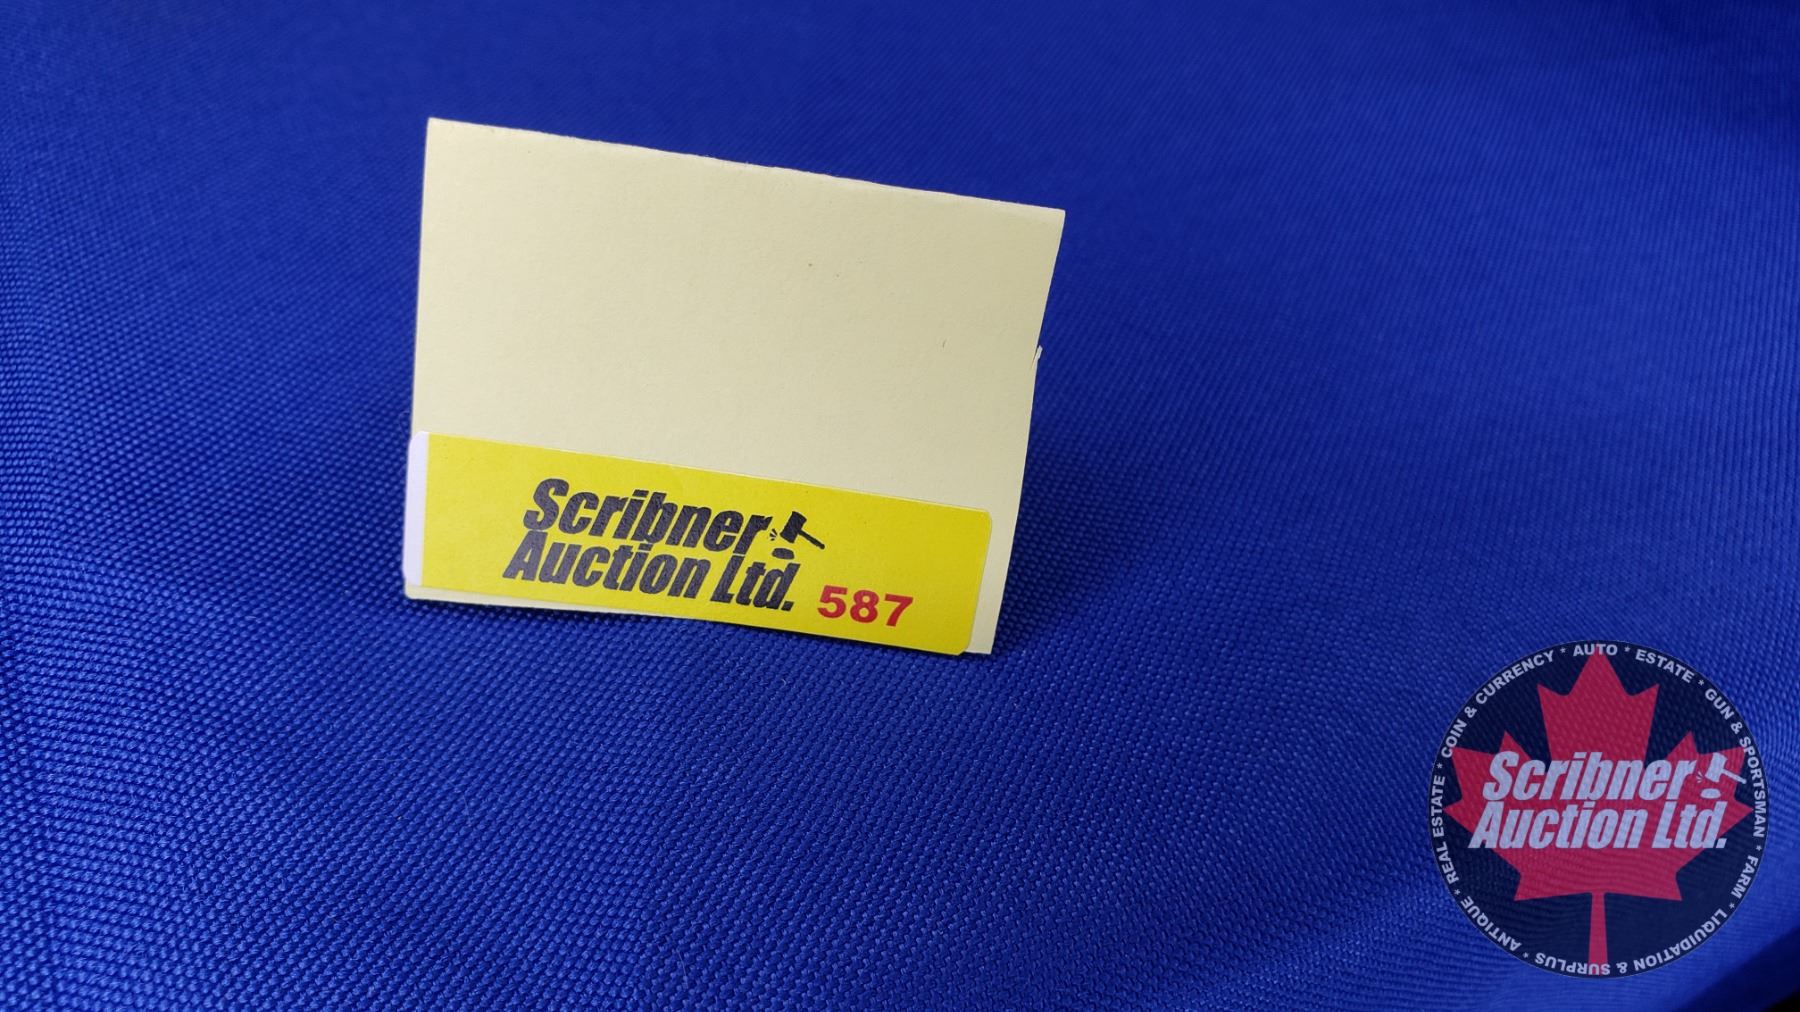 Scribner
Auction Ltd. 587
REAL ESTATE * COIN & CURRENCY * AUTO * ESTATE * GUN & SPORTSMAN * FARM * LIQUIDATION & SURPLUS * ANTIQUE *
Scribner
Auction Ltd.